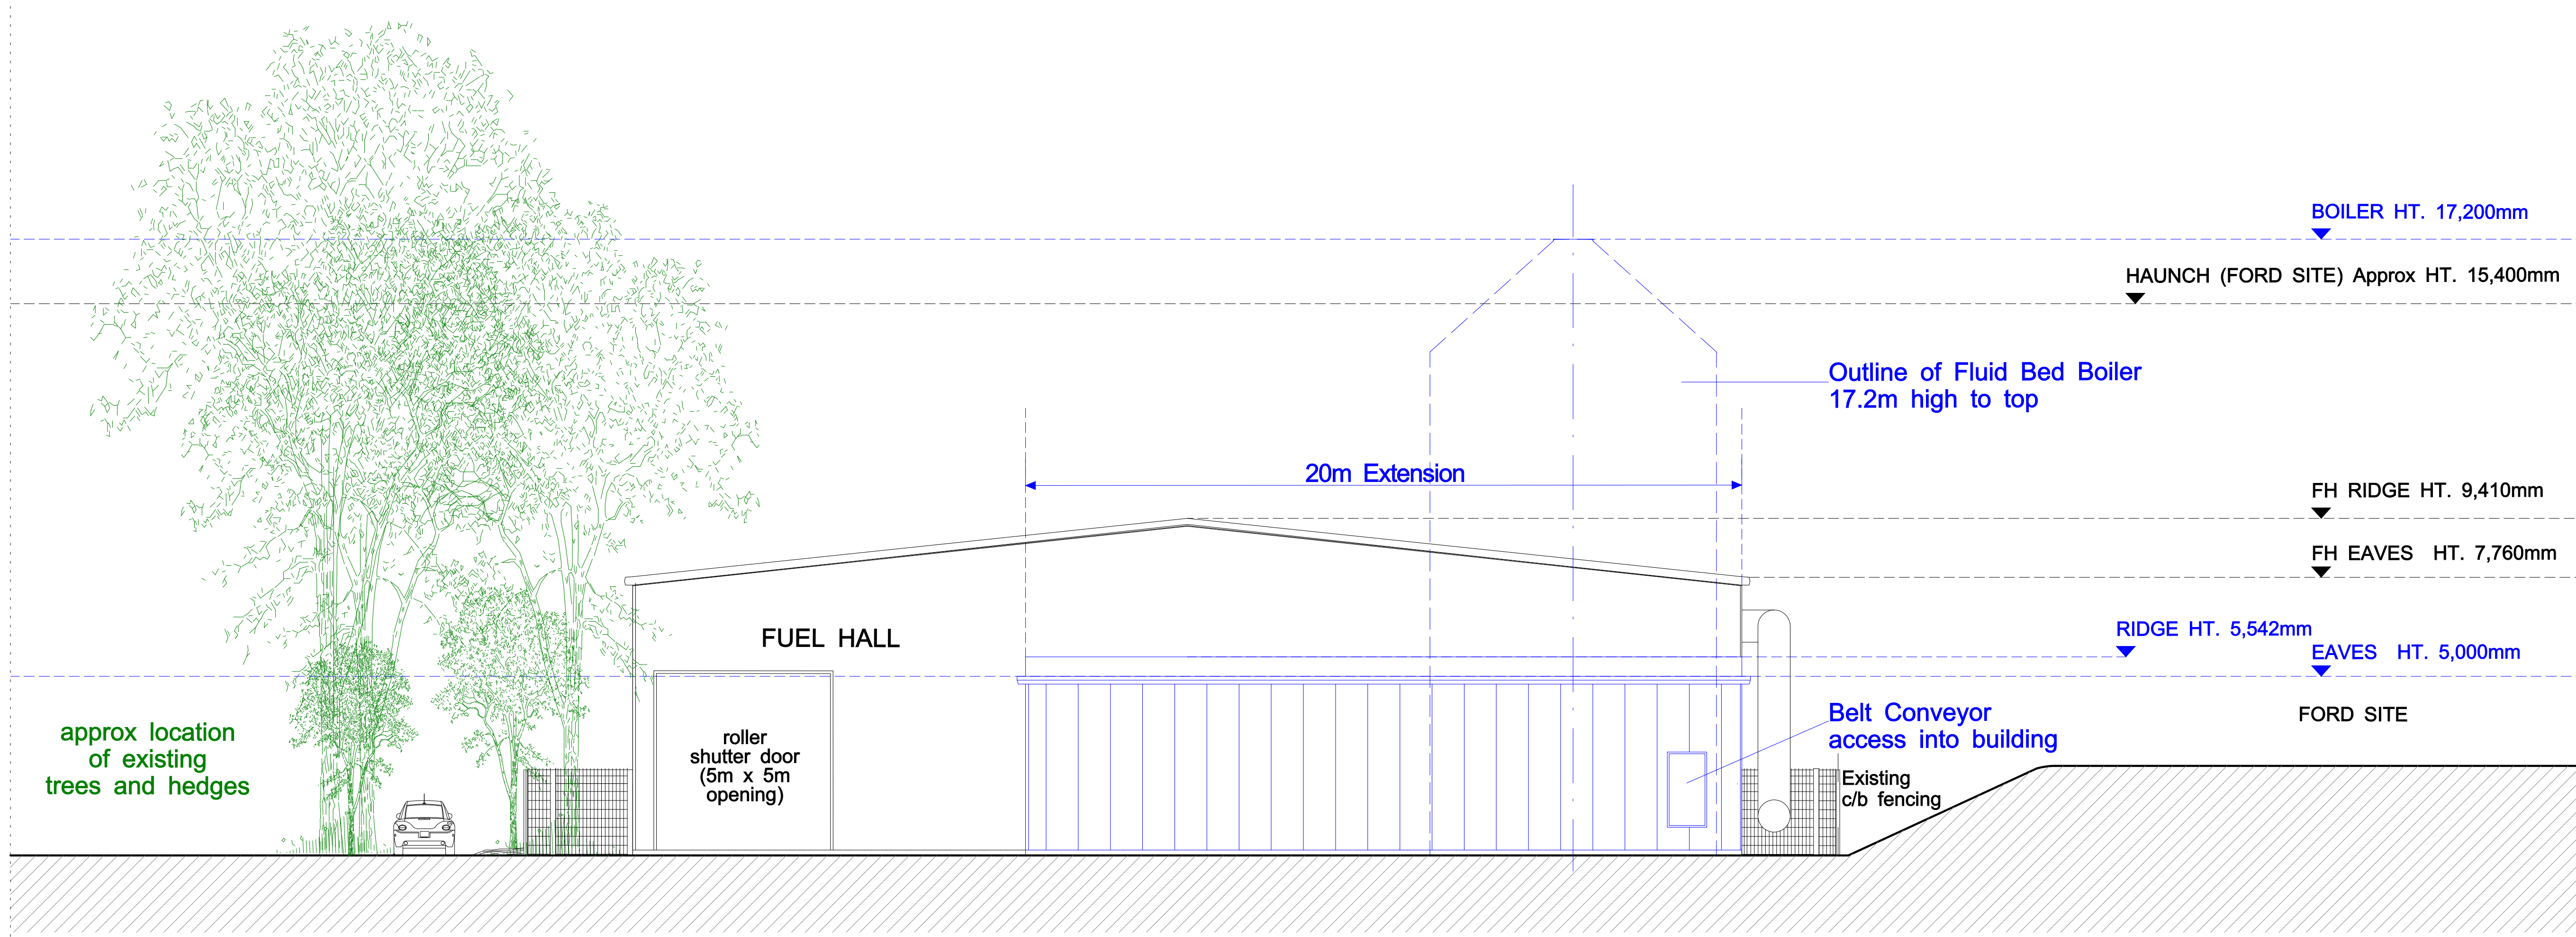 BOILER HT. 17,200mm
HAUNCH (FORD SITE) Approx HT. 15,400mm
Outline of Fluid Bed Boiler
17.2m high to top
20m Extension
FH RIDGE HT. 9,410mm
FH EAVES HT. 7,760mm
FUEL HALL
RIDGE HT. 5,542mm
EAVES HT. 5,000mm
approx location
of existing
trees and hedges
roller
shutter door
(5m x 5m
opening)
Belt Conveyor
access into building
FORD SITE
Existing
c/b fencing